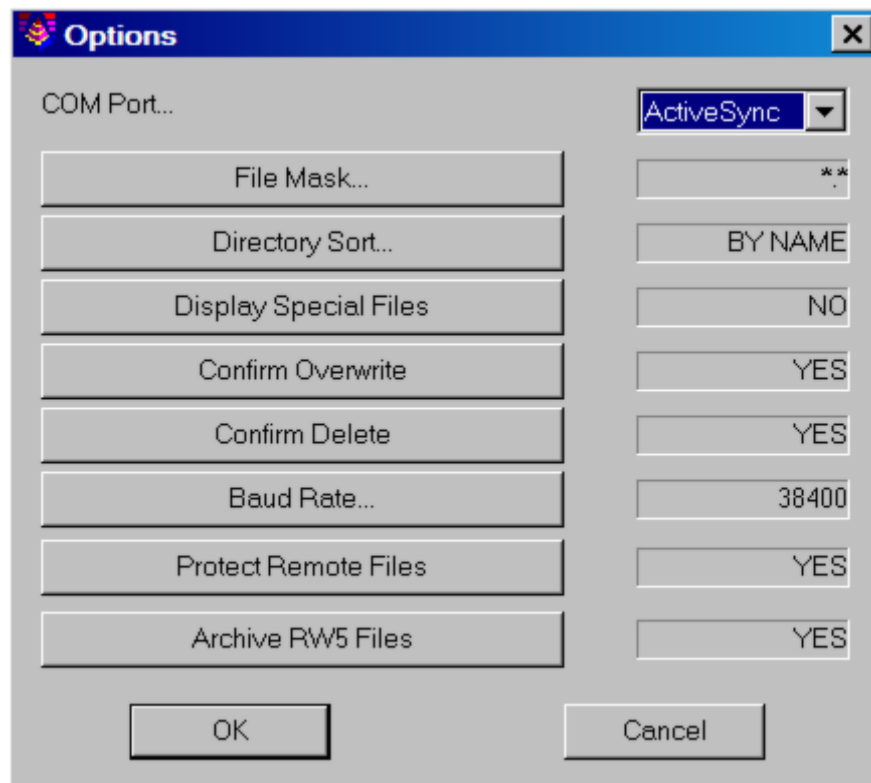 Options
COM Port...
ActiveSync
File Mask...
*.*
Directory Sort...
BY NAME
Display Special Files
NO
Confirm Overwrite
YES
Confirm Delete
YES
Baud Rate...
38400
Protect Remote Files
YES
Archive RW5 Files
YES
OK
Cancel